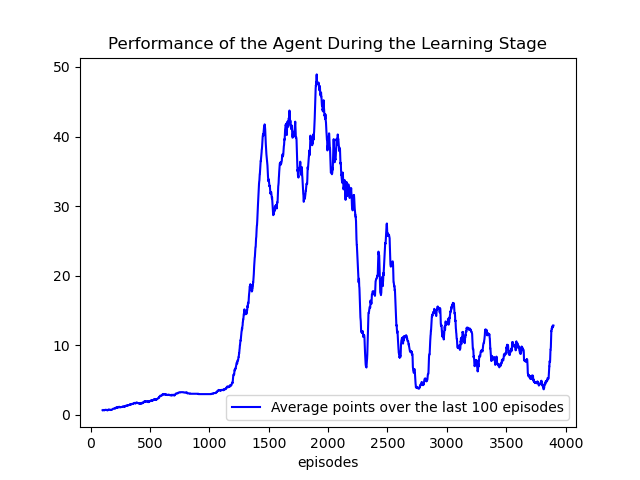 Performance of the Agent During the Learning Stage
50
40
30
20
10
0
Average points over the last 100 episodes
0 500 1000 1500 2000 2500 3000 3500 4000
episodes